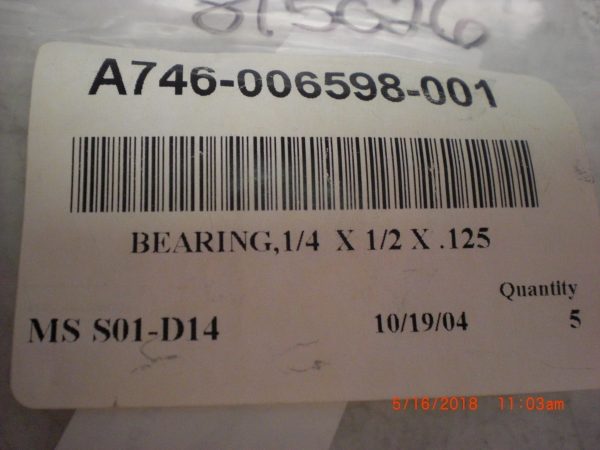 815626
A746-006598-001
BEARING,1/4 X 1/2 X .125
Quantity
MS S01-D14 10/19/04 5
5/16/2018 11:03am